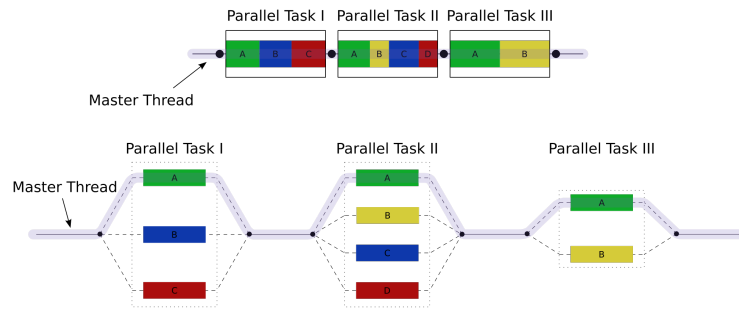 Parallel Task I Parallel Task II Parallel Task III
A B C A B C D A B
Master Thread
Parallel Task I Parallel Task II Parallel Task III
A A
Master Thread
A
B
B
C
B
C D